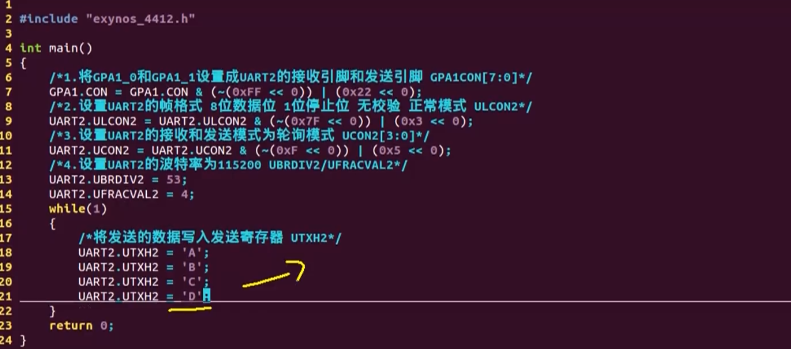 1
2 #include "exynos_4412.h"
3
4 int main()
5 {
6 /*1.将GPA1_0和GPA1_1设置成UART2的接收引脚和发送引脚 GPA1CON[7:0]*/
7 GPA1.CON = GPA1.CON & (~(0xFF << 0)) | (0x22 << 0);
8 /*2.设置UART2的帧格式 8位数据位 1位停止位 无校验 正常模式 ULCON2*/
9 UART2.ULCON2 = UART2.ULCON2 & (~(0x7F << 0)) | (0x3 << 0);
10 /*3.设置UART2的接收和发送模式为轮询模式 UCON2[3:0]*/
11 UART2.UCON2 = UART2.UCON2 & (~(0xF << 0)) | (0x5 << 0);
12 /*4.设置UART2的波特率为115200 UBRDIV2/UFRACVAL2*/
13 UART2.UBRDIV2 = 53;
14 UART2.UFRACVAL2 = 4;
15 while(1)
16 {
17 /*将发送的数据写入发送寄存器 UTXH2*/
18 UART2.UTXH2 = 'A';
19 UART2.UTXH2 = 'B';
20 UART2.UTXH2 = 'C';
21 UART2.UTXH2 = 'D';
22 }
23 return 0;
24 }